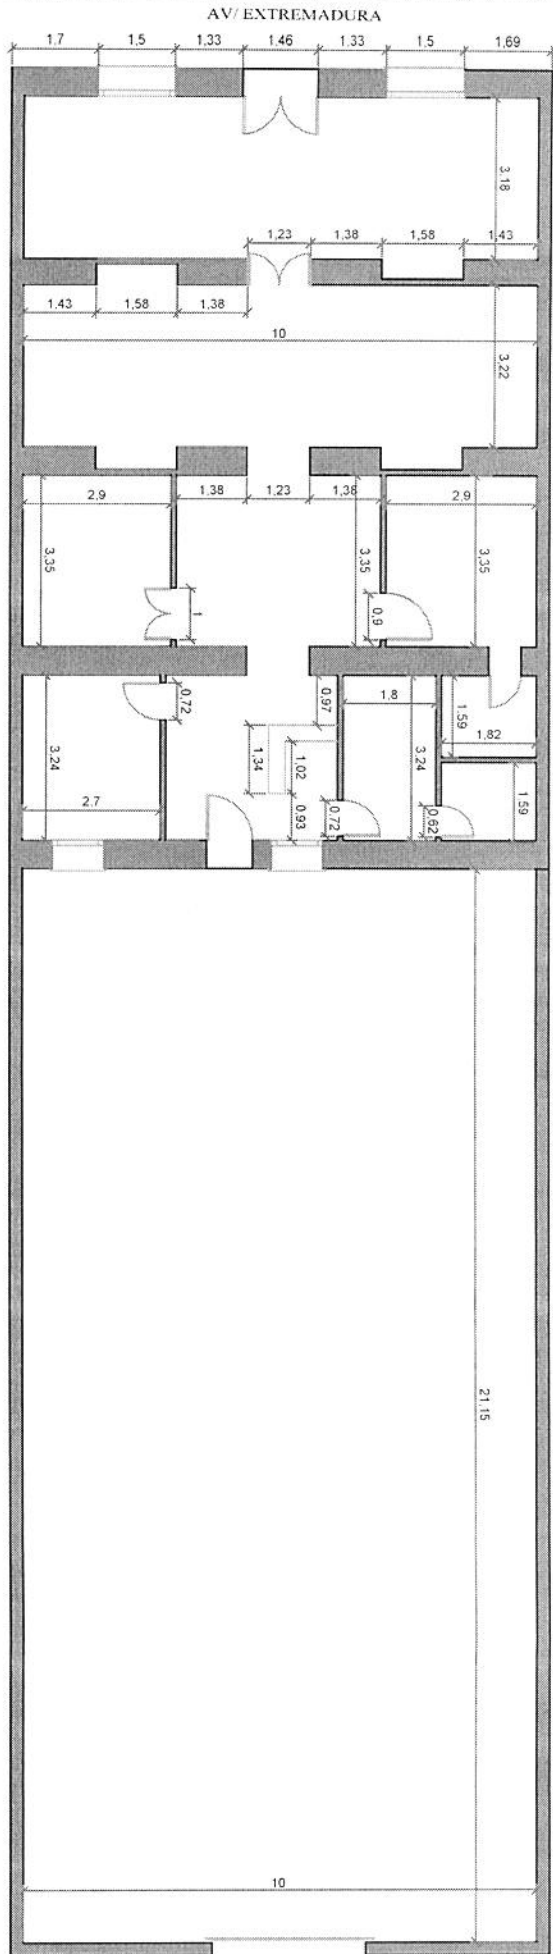 AV/ EXTREMADURA
1.7 1.5 1,33 1,46 1.33 1.5 1,69
3.18
1,23 1,38 1,58 1,43
1,43 1,58 1,38
10
3,22
2.9 1,38 1,23 1,38 2,9
3,35 3,35 3,35
1 0,9
0,72 0,97 1,8 1.59
1,82
3.24 1,34 1,02 3.24
2.7 0,93 0,72 0,62 1.59
21,15
10